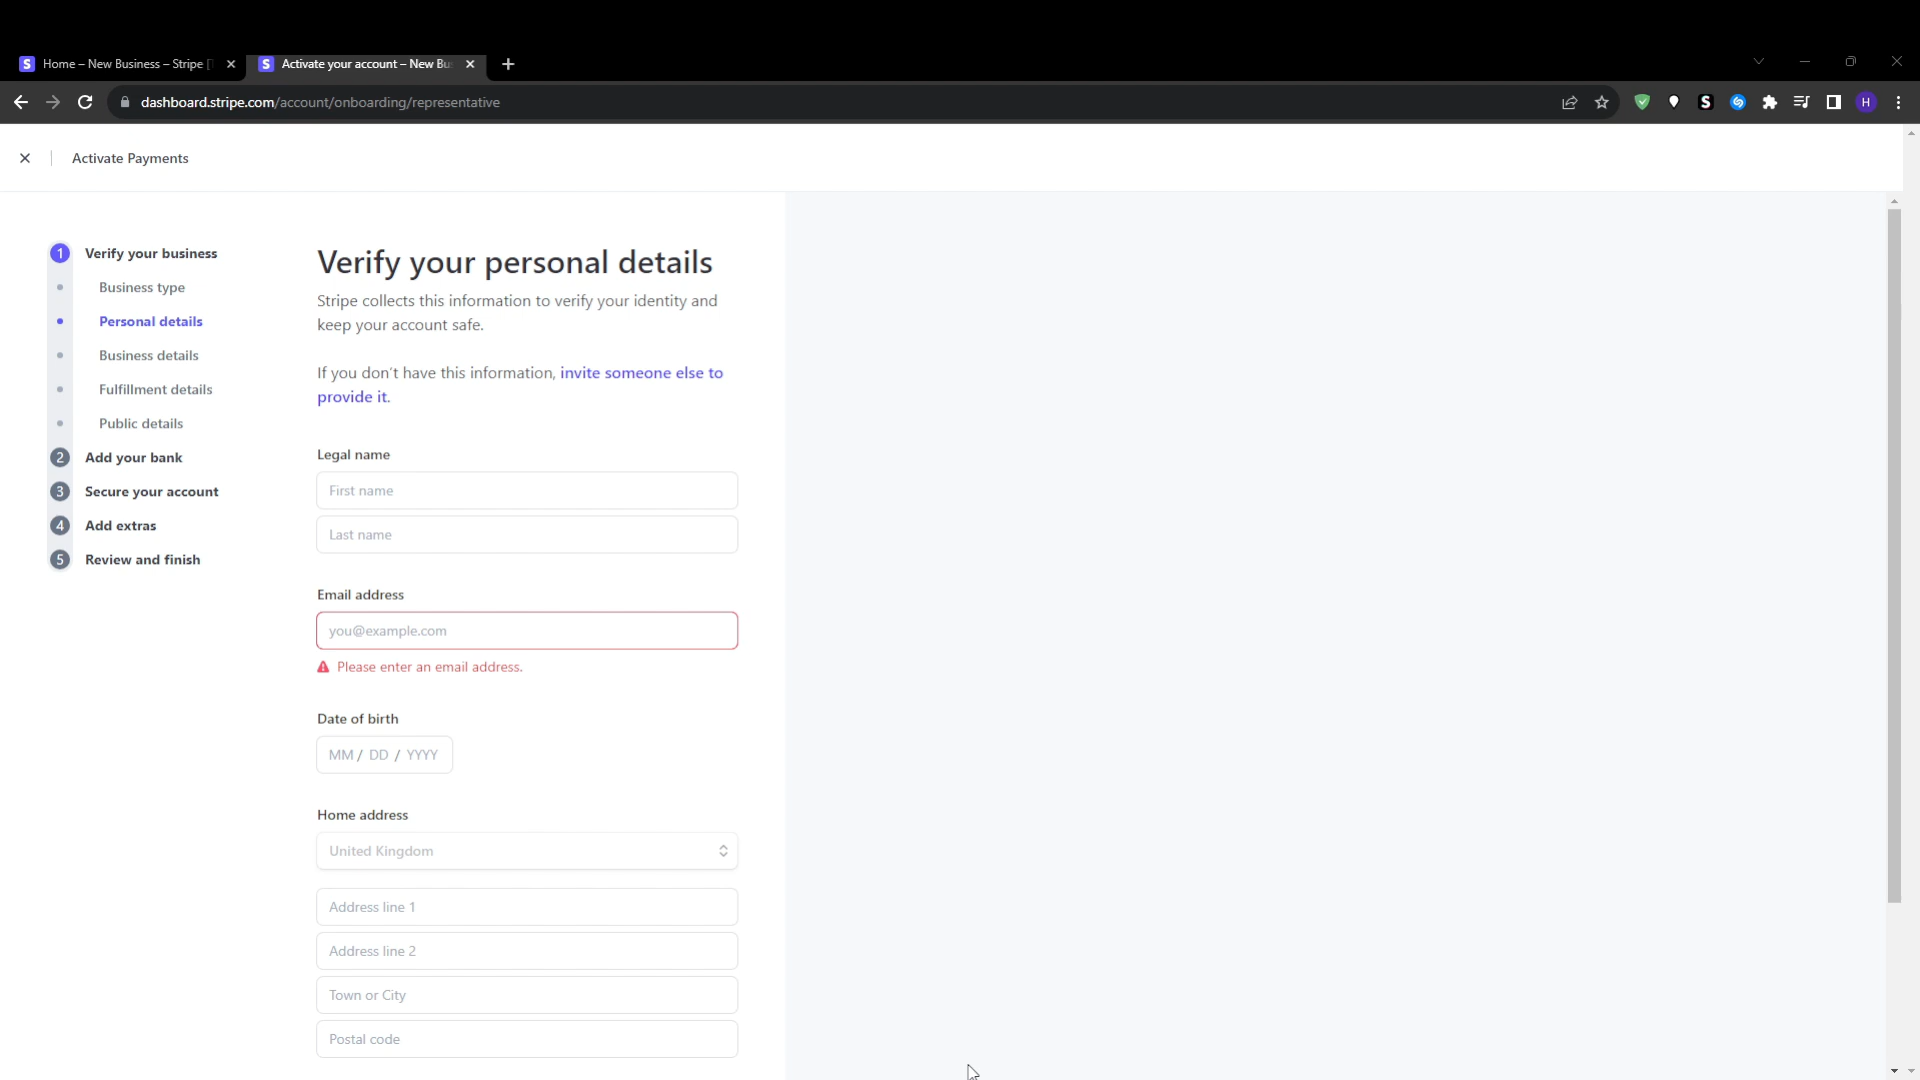 Home – New Business – Stripe [
Activate your account – New Bu
dashboard.stripe.com/account/onboarding/representative
H
Activate Payments
1 Verify your business
Business type
Personal details
Business details
Fulfillment details
Public details
2 Add your bank
3 Secure your account
4 Add extras
5 Review and finish
Verify your personal details
Stripe collects this information to verify your identity and
keep your account safe.
If you don't have this information, invite someone else to
provide it.
Legal name
First name
Last name
Email address
you@example.com
Please enter an email address.
Date of birth
MM / DD / YYYY
Home address
United Kingdom
Address line 1
Address line 2
Town or City
Postal code